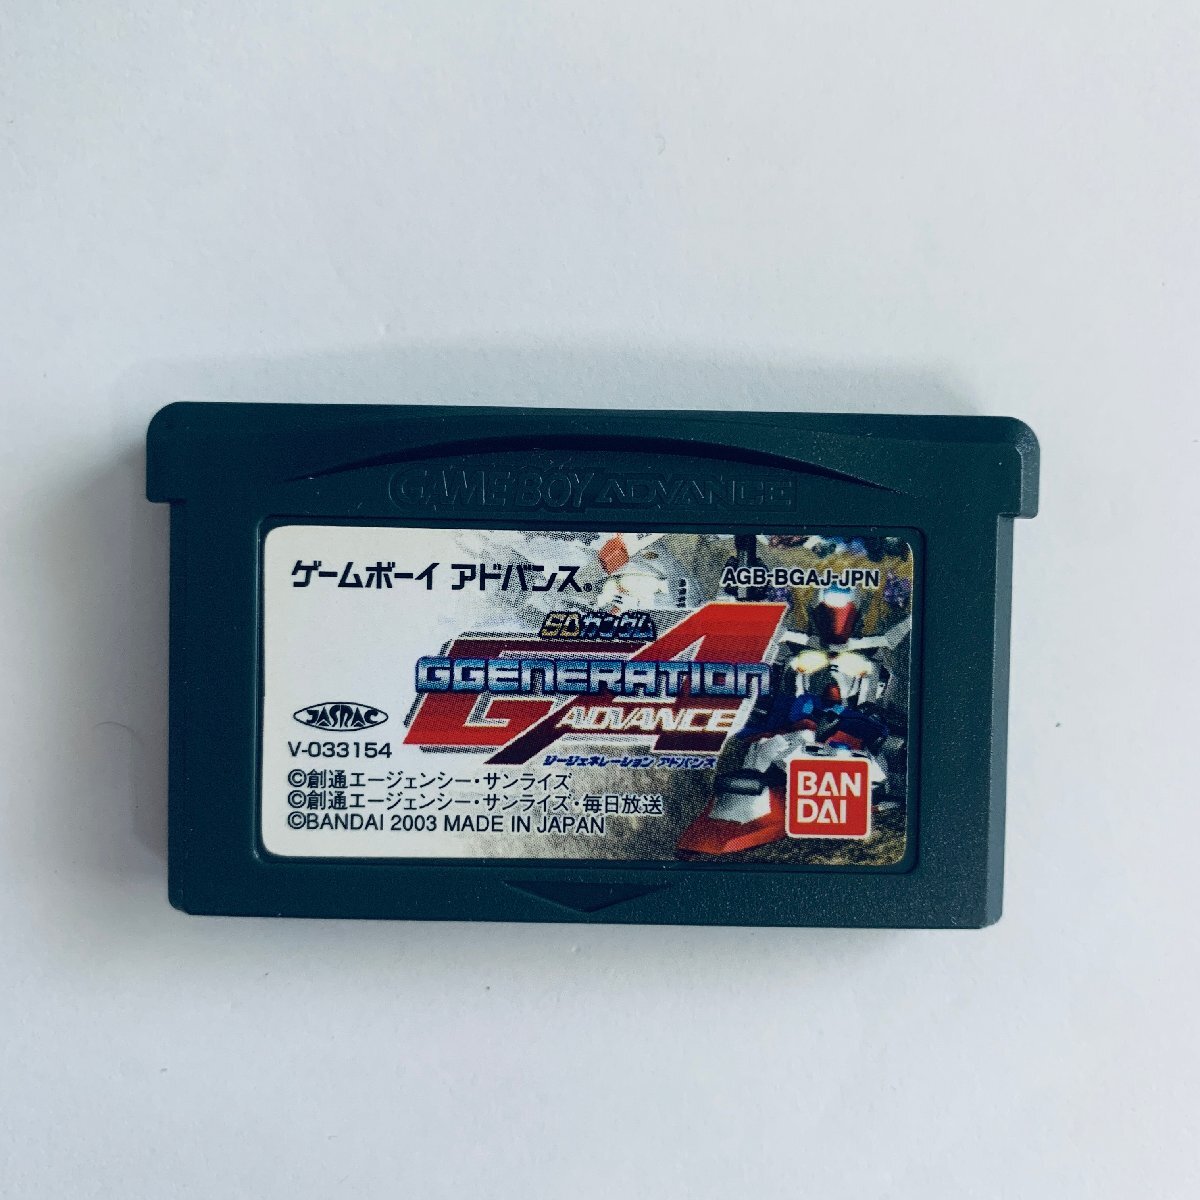 GAME BOY ADVANCE
ゲームボーイ アドバンス®
AGB-BGAJ-JPN
SDガンダム
GGENERATION
ADVANCE
ジージェネレーション アドバンス
JASRAC
V-033154
©創通エージェンシー・サンライズ
©創通エージェンシー・サンライズ・毎日放送
©BANDAI 2003 MADE IN JAPAN
BAN
DAI